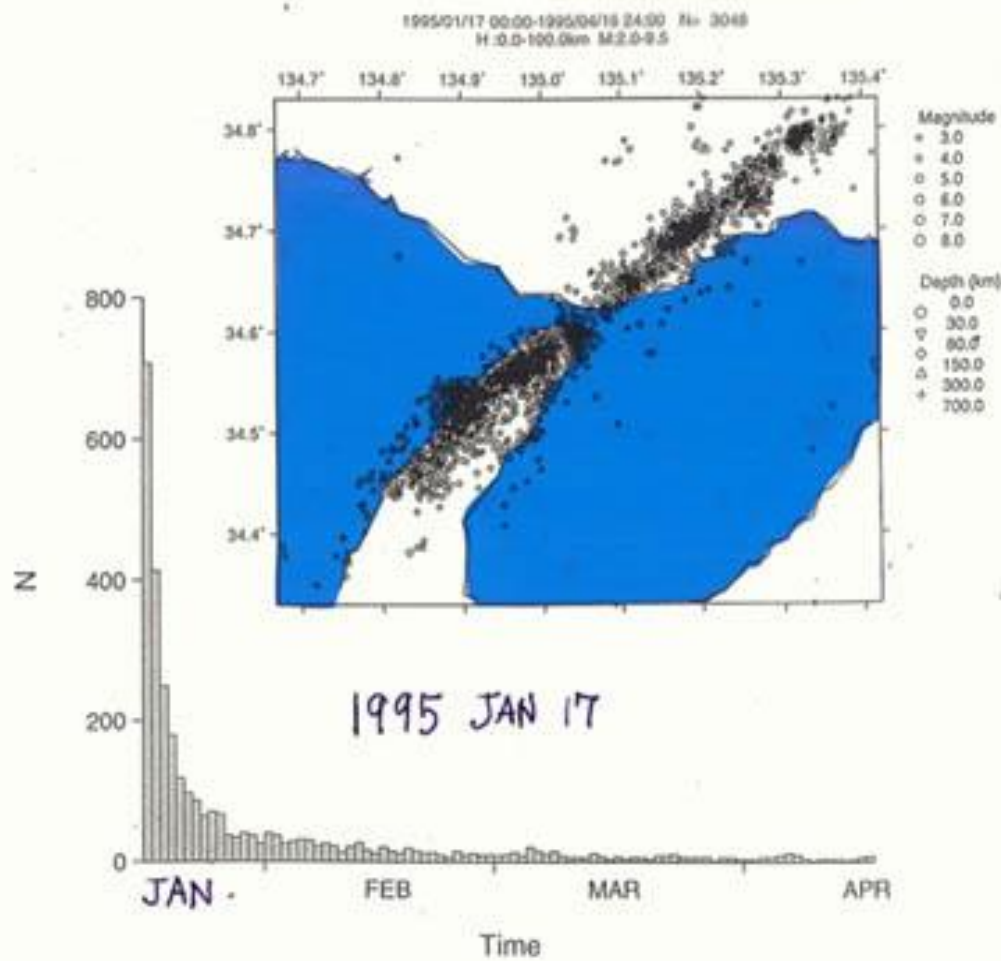 1995/01/17 00:00-1995/04/16 24:00 N= 3048
H :0.0-100.0km M:2.0-9.5
134.7° 134.8° 134.9° 135.0° 135.1° 135.2° 135.3° 135.4°
34.8°
34.7°
34.6°
34.5°
34.4°
Magnitude
3.0
4.0
5.0
6.0
7.0
8.0
Depth (km)
0.0
30.0
80.0
150.0
300.0
700.0
800
600
400
200
0
N
1995 JAN 17
JAN. FEB MAR APR
Time